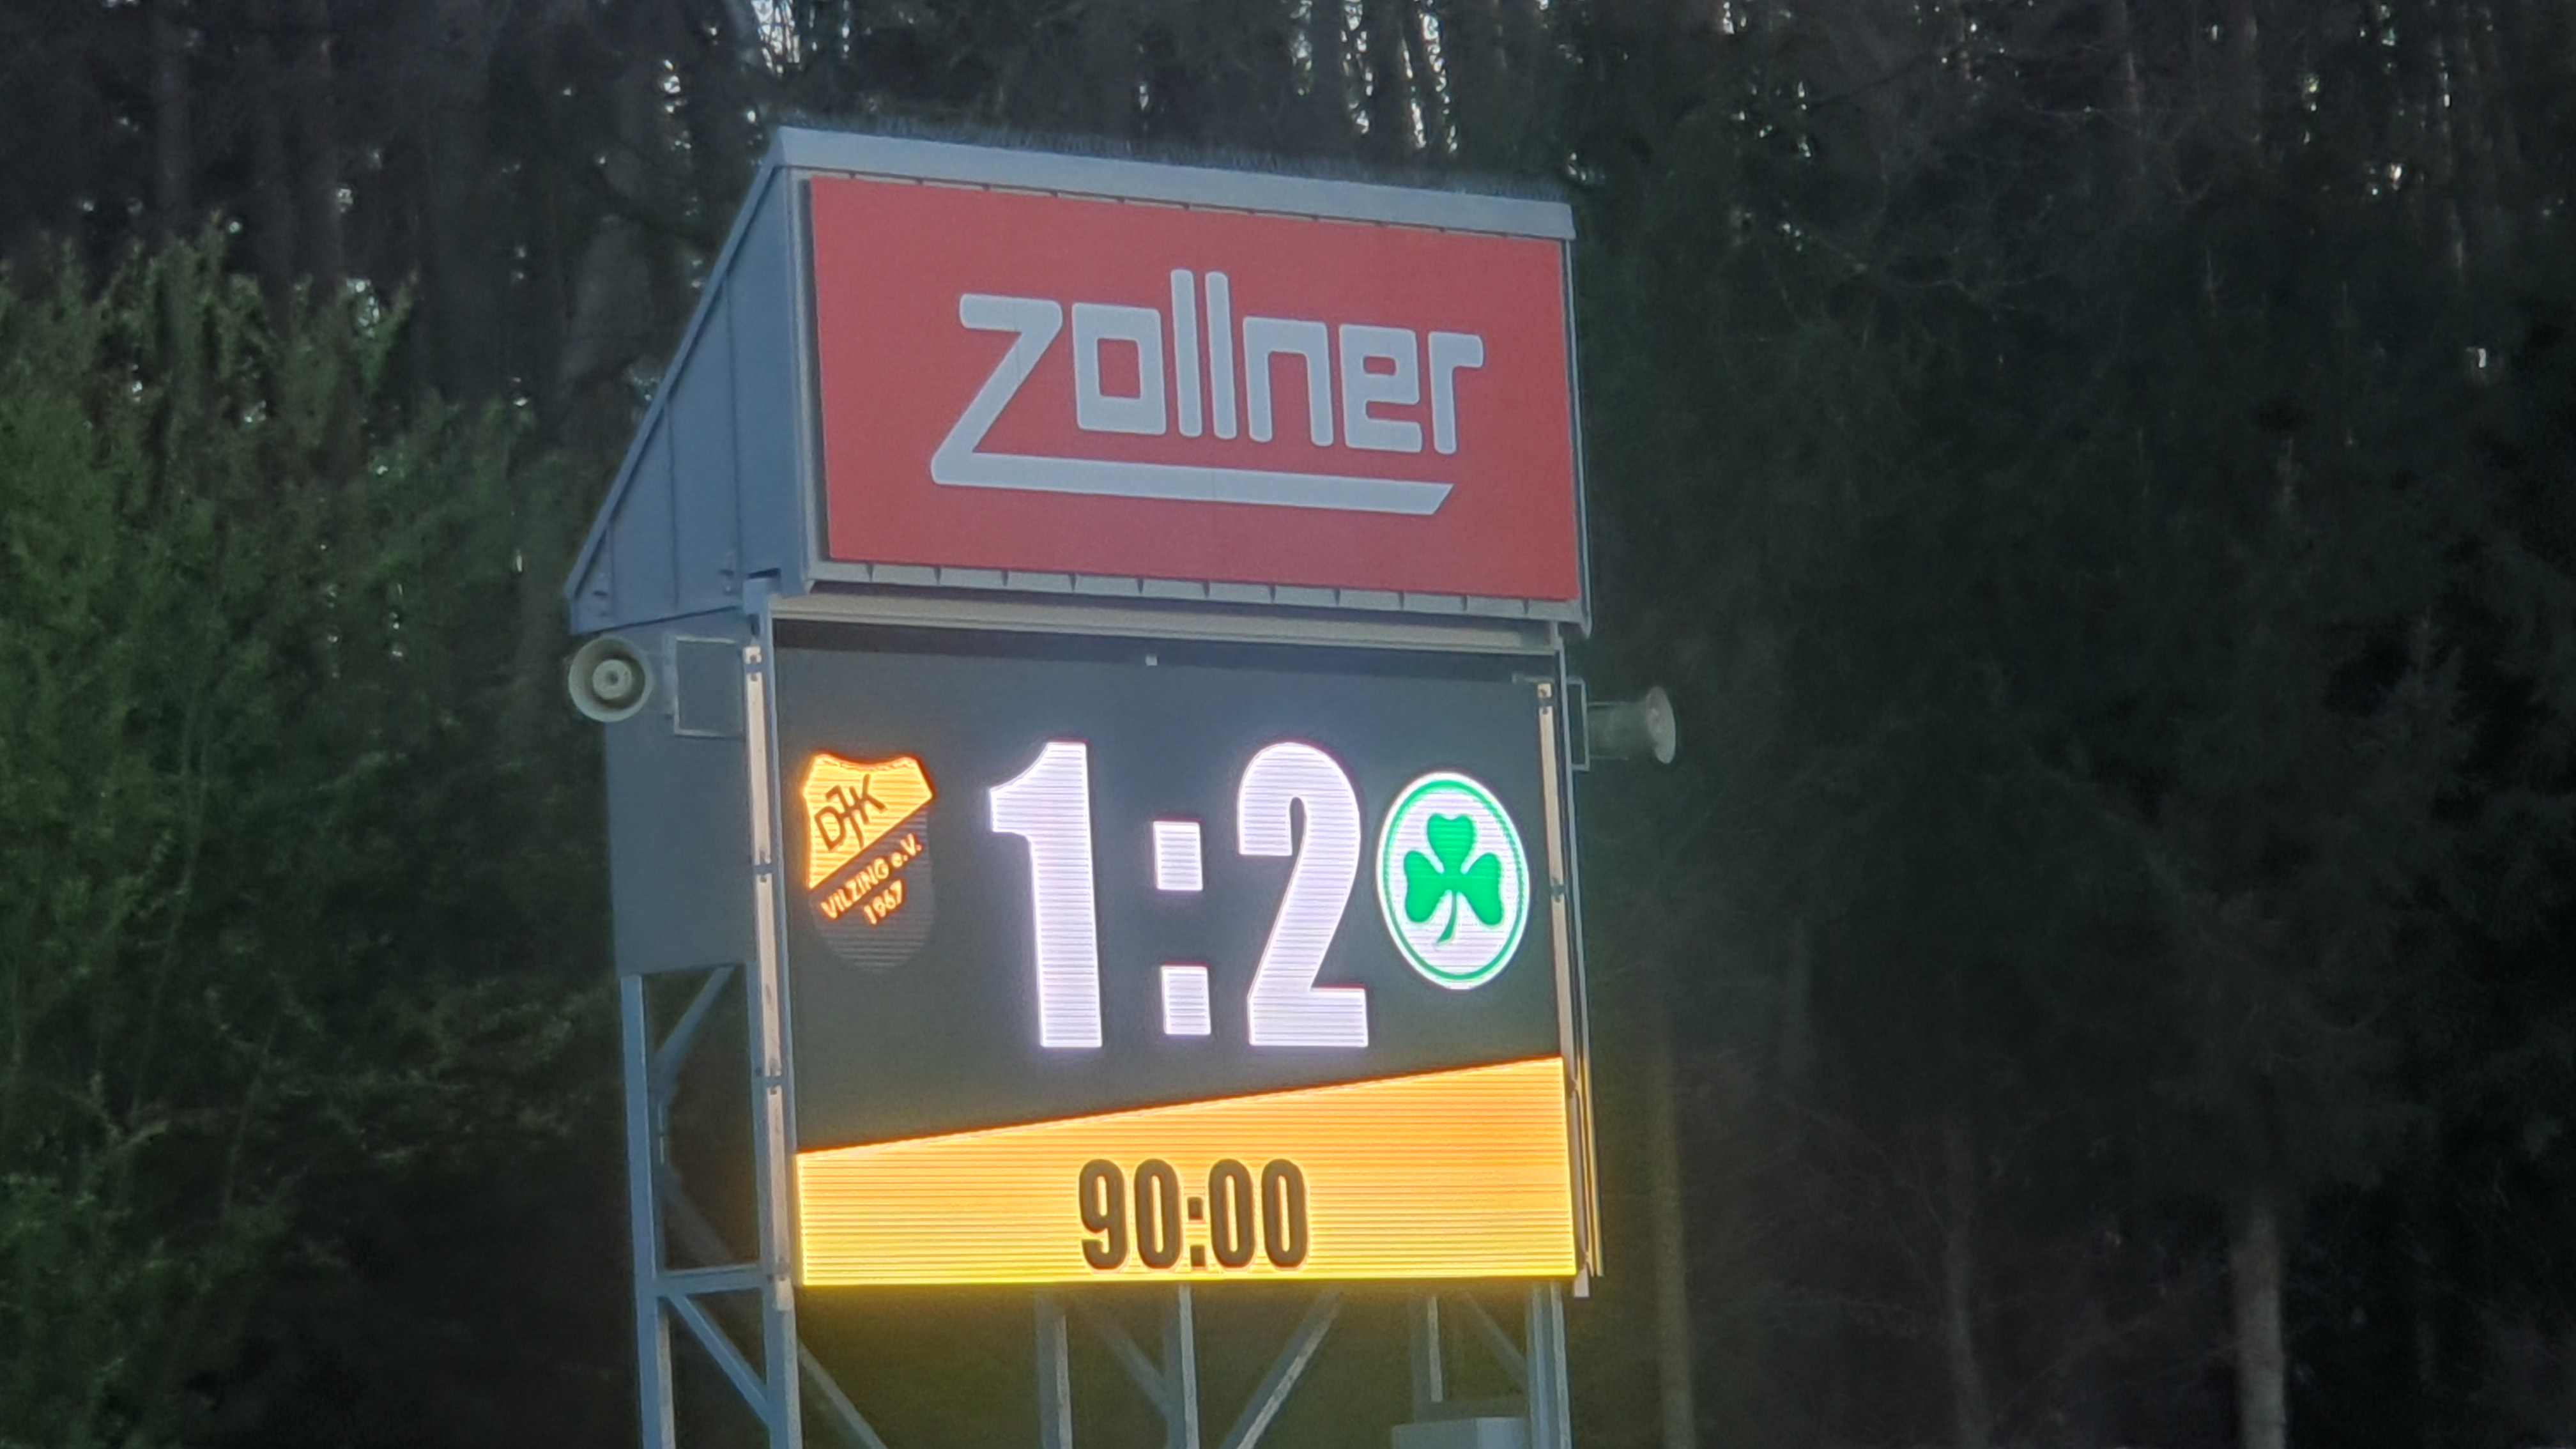 zollner
DJK
VILZING e.V.
1967
1:2
90:00